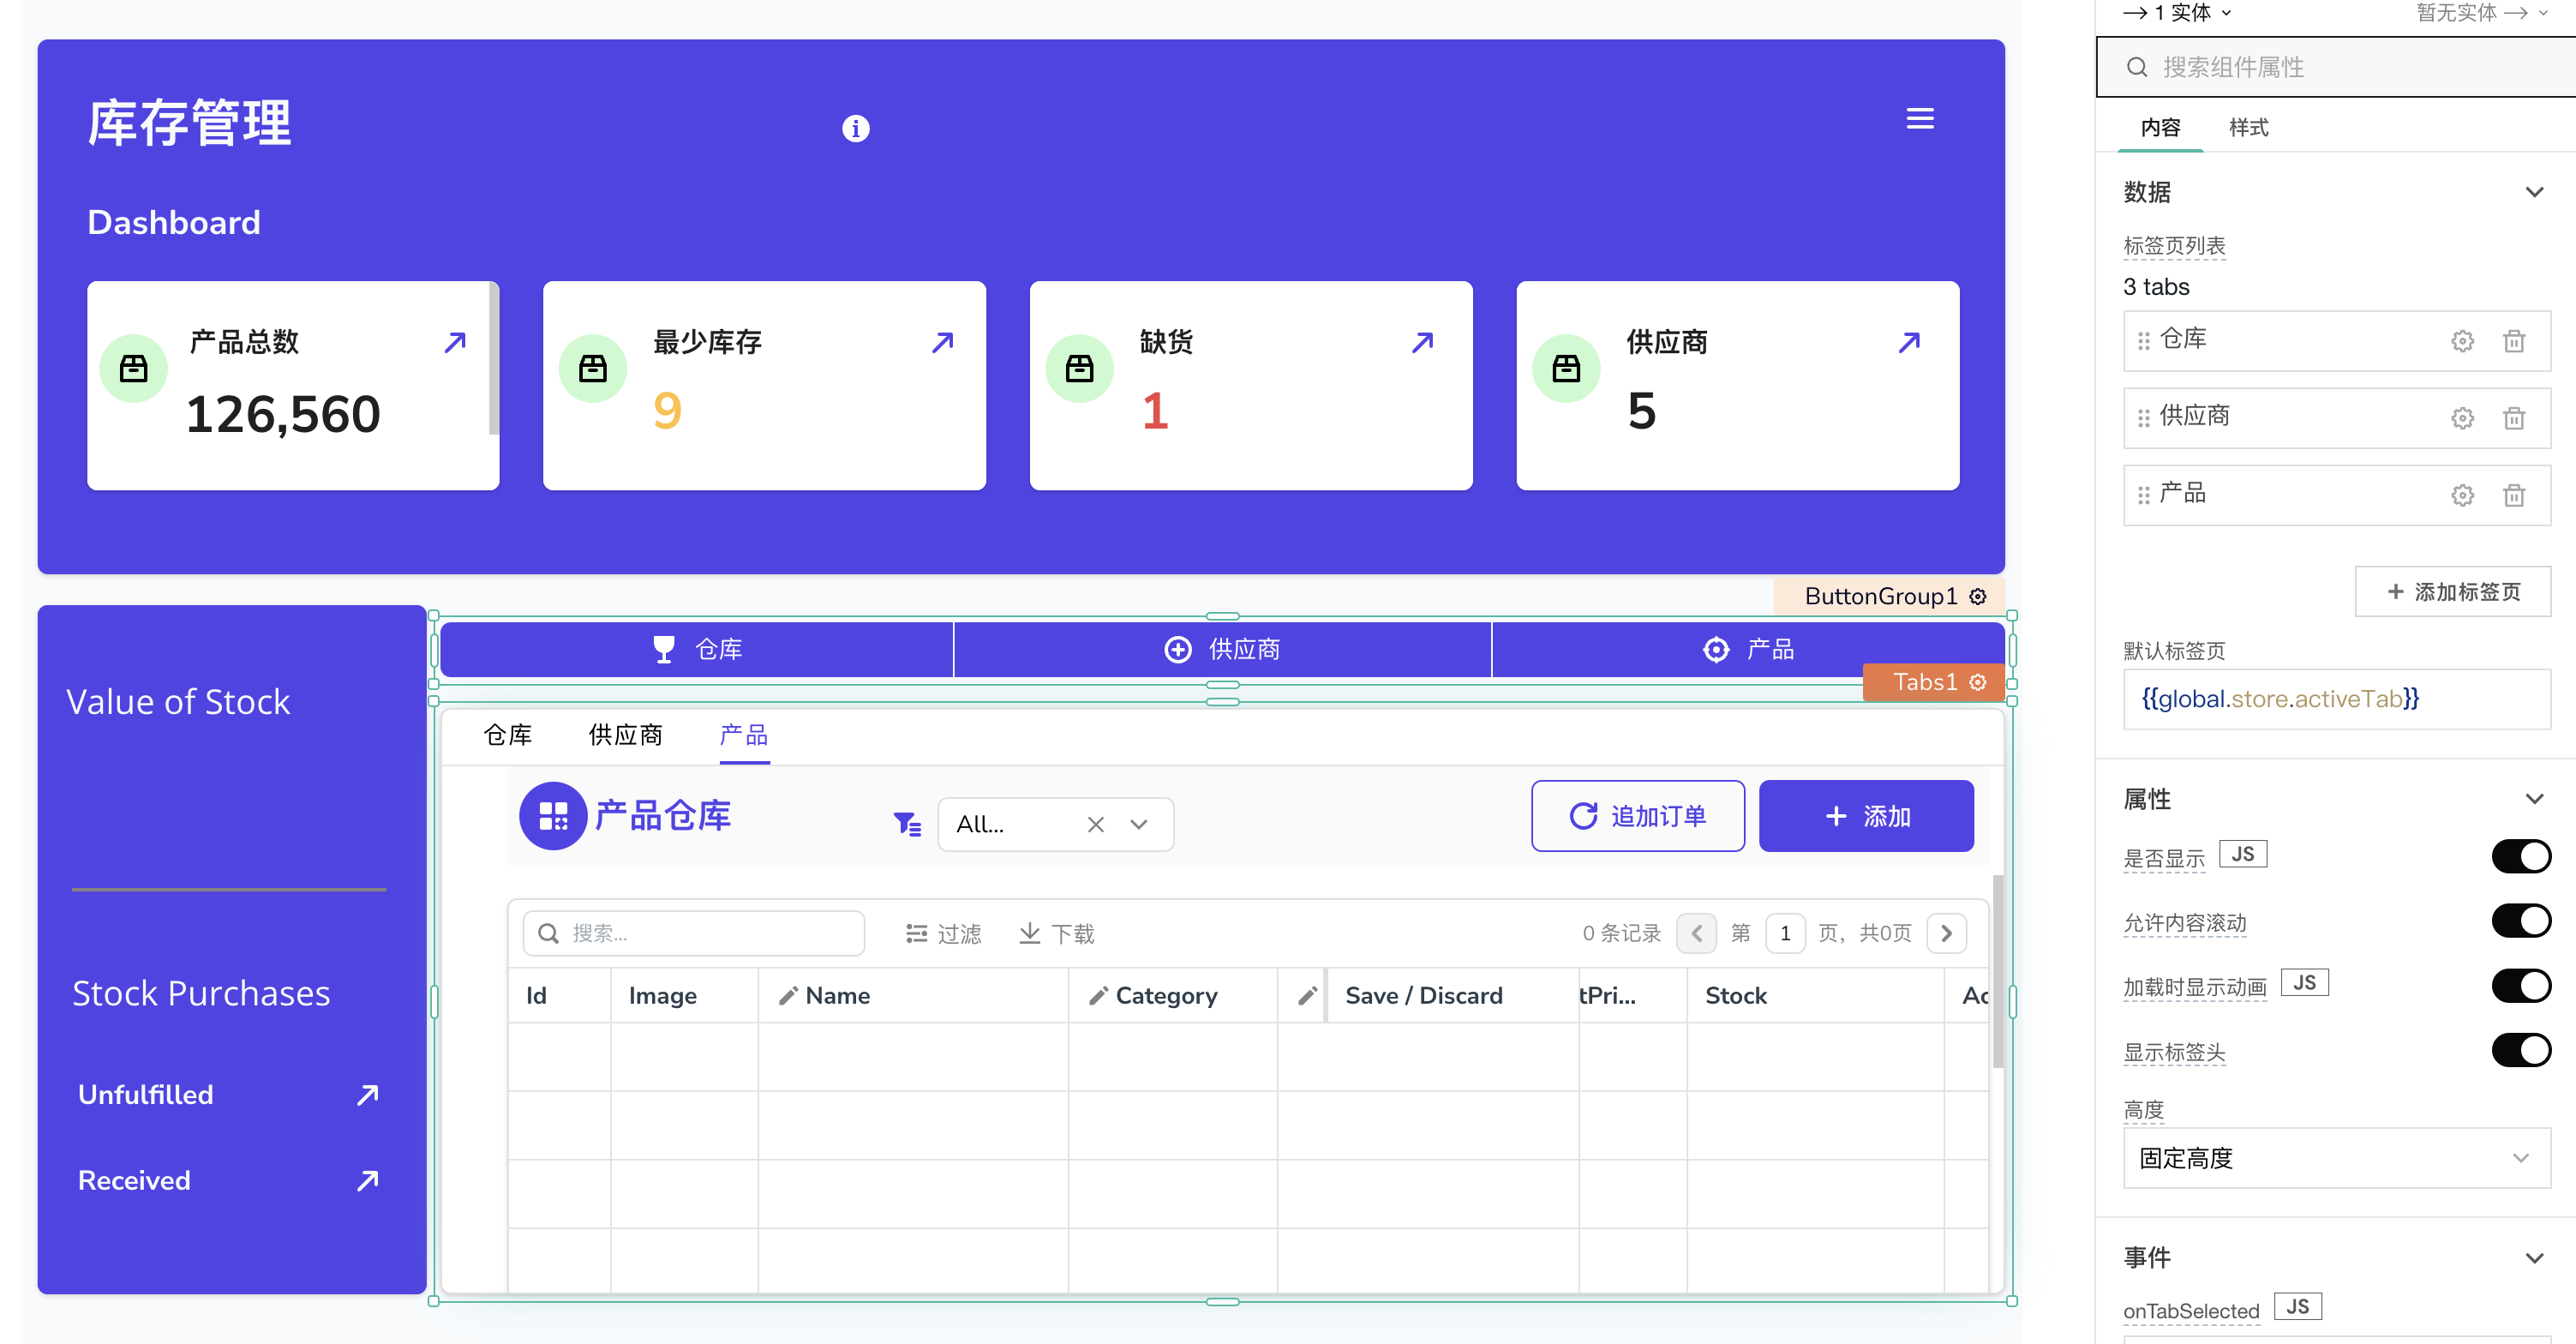 库存管理
Dashboard
产品总数
126,560
最少库存
9
缺货
1
供应商
5
ButtonGroup1
Value of Stock
Stock Purchases
Unfulfilled
Received
仓库
供应商
产品
Tabs1
仓库 供应商 产品
产品仓库
All...
追加订单
添加
搜索...
过滤
下载
0 条记录 第 1 页，共0页
Id Image Name Category Save / Discard tPri... Stock Ac
1 实体
暂无实体
搜索组件属性
内容 样式
数据
标签页列表
3 tabs
仓库
供应商
产品
添加标签页
默认标签页
{{global.store.activeTab}}
属性
是否显示 JS
允许内容滚动
加载时显示动画 JS
显示标签头
高度
固定高度
事件
onTabSelected JS